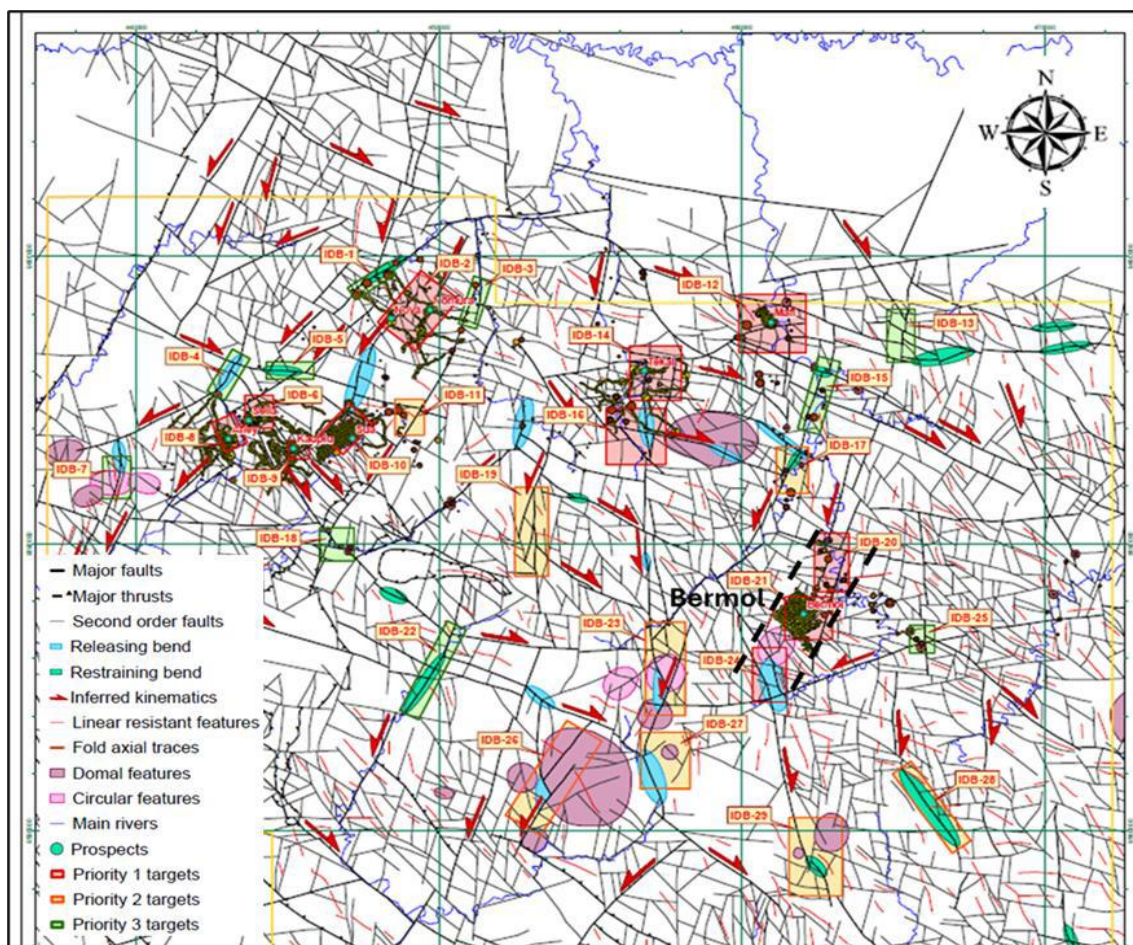 N
W E
S
IDB-1
IDB-2
IDB-3
IDB-12
IDB-13
IDB-14
IDB-4
IDB-5
IDB-6
IDB-11
IDB-15
IDB-16
IDB-8
IDB-17
IDB-7
IDB-9
IDB-10
IDB-19
IDB-18
IDB-20
IDB-21
Bermol
IDB-22
IDB-23
IDB-25
IDB-24
IDB-26
IDB-27
IDB-28
IDB-29
Major faults
Major thrusts
Second order faults
Releasing bend
Restraining bend
Inferred kinematics
Linear resistant features
Fold axial traces
Domal features
Circular features
Main rivers
Prospects
Priority 1 targets
Priority 2 targets
Priority 3 targets